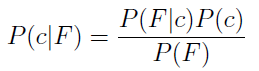 P(c|F) = P(F|c)P(c) / P(F)